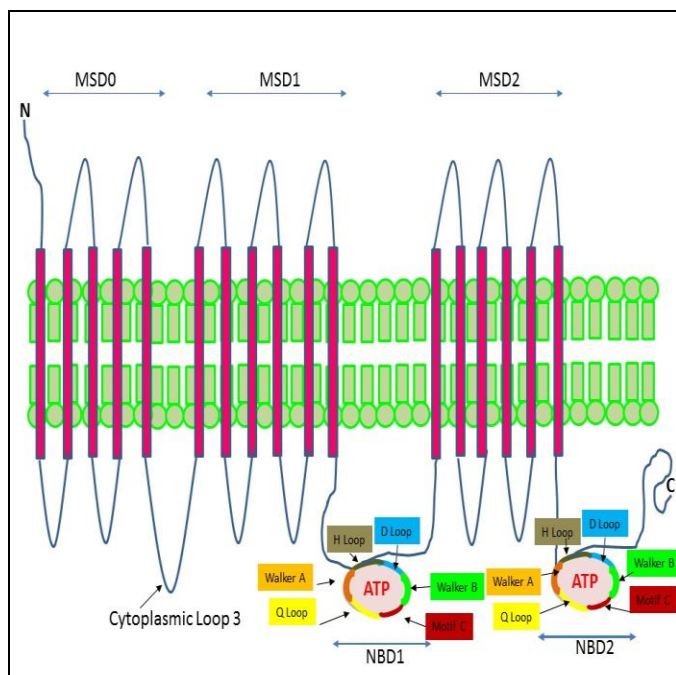 MSD0
MSD1
MSD2
N
C
H Loop
D Loop
Walker A
ATP
Walker B
Q Loop
Motif C
NBD1
H Loop
D Loop
Walker A
ATP
Walker B
Q Loop
Motif C
NBD2
Cytoplasmic Loop 3